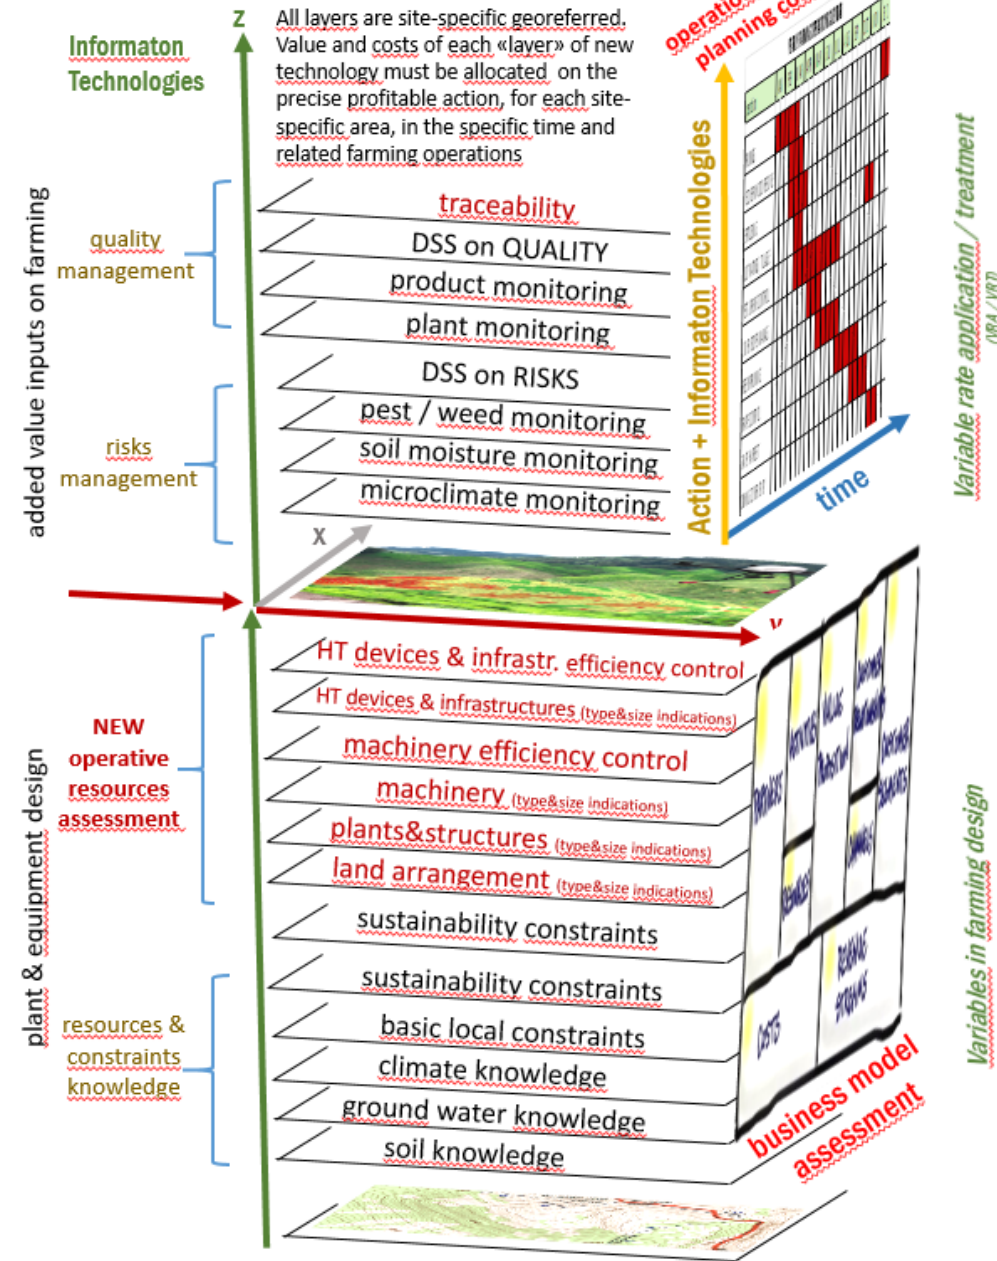 z
Informaton
Technologies
All layers are site-specific georeferred.
Value and costs of each «layer» of new
technology must be allocated on the
precise profitable action, for each site-
specific area, in the specific time and
related farming operations
planning
added value inputs on farming
quality
management
traceability
DSS on QUALITY
product monitoring
plant monitoring
risks
management
DSS on RISKS
pest / weed monitoring
soil moisture monitoring
microclimate monitoring
Action + Informaton Technologies
time
Variable rate application / treatment
(VRA / VRT)
x
plant & equipment design
NEW
operative
resources
assessment
HT devices & infrastr. efficiency control
HT devices & infrastructures (type&size indications)
machinery efficiency control
machinery (type&size indications)
plants&structures (type&size indications)
land arrangement (type&size indications)
sustainability constraints
resources &
constraints
knowledge
sustainability constraints
basic local constraints
climate knowledge
ground water knowledge
soil knowledge
COSTS
REVENUE
STREAMS
business model
assessment
Variables in farming design